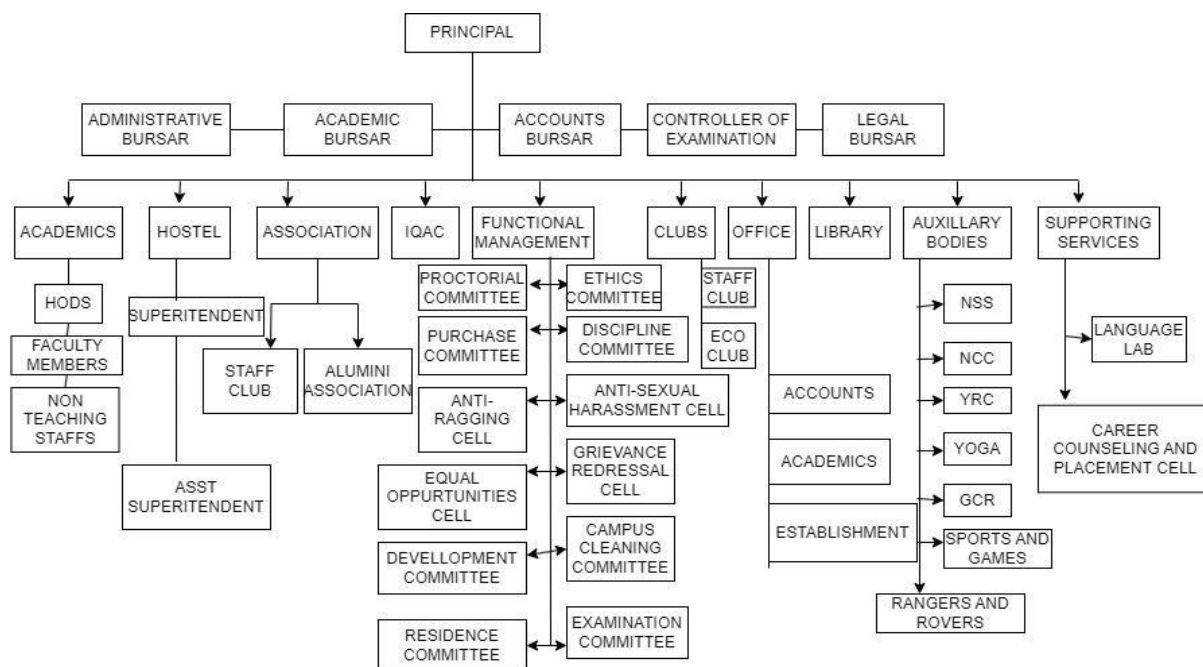 PRINCIPAL
ADMINISTRATIVE
BURSAR
ACADEMIC
BURSAR
ACCOUNTS
BURSAR
CONTROLLER OF
EXAMINATION
LEGAL
BURSAR
ACADEMICS
HOSTEL
ASSOCIATION
IQAC
FUNCTIONAL
MANAGEMENT
CLUBS
OFFICE
LIBRARY
AUXILLARY
BODIES
SUPPORTING
SERVICES
HODS
FACULTY
MEMBERS
NON
TEACHING
STAFFS
SUPERITENDENT
ASST
SUPERITENDENT
STAFF
CLUB
ALUMINI
ASSOCIATION
PROCTORIAL
COMMITTEE
ETHICS
COMMITTEE
PURCHASE
COMMITTEE
DISCIPLINE
COMMITTEE
ANTI-
RAGGING
CELL
ANTI-SEXUAL
HARASSMENT CELL
EQUAL
OPPURTUNITIES
CELL
GRIEVANCE
REDRESSAL
CELL
DEVELLOPMENT
COMMITTEE
CAMPUS
CLEANING
COMMITTEE
RESIDENCE
COMMITTEE
EXAMINATION
COMMITTEE
STAFF
CLUB
ECO
CLUB
ACCOUNTS
ACADEMICS
ESTABLISHMENT
NSS
NCC
YRC
YOGA
GCR
SPORTS AND
GAMES
RANGERS AND
ROVERS
LANGUAGE
LAB
CAREER
COUNSELING AND
PLACEMENT CELL